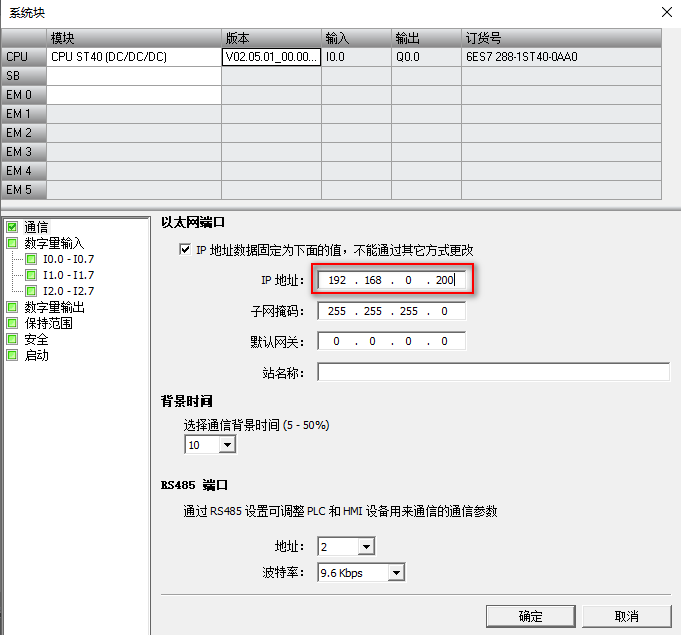 系统块
模块 版本 输入 输出 订货号
CPU CPU ST40 (DC/DC/DC) V02.05.01_00.00... I0.0 Q0.0 6ES7 288-1ST40-0AA0
SB
EM 0
EM 1
EM 2
EM 3
EM 4
EM 5
通信
数字量输入
I0.0 - I0.7
I1.0 - I1.7
I2.0 - I2.7
数字量输出
保持范围
安全
启动
以太网端口
IP 地址数据固定为下面的值，不能通过其它方式更改
IP 地址： 192 . 168 . 0 . 200
子网掩码： 255 . 255 . 255 . 0
默认网关： 0 . 0 . 0 . 0
站名称：
背景时间
选择通信背景时间 (5 - 50%)
10
RS485 端口
通过 RS485 设置可调整 PLC 和 HMI 设备用来通信的通信参数
地址： 2
波特率： 9.6 Kbps
确定 取消